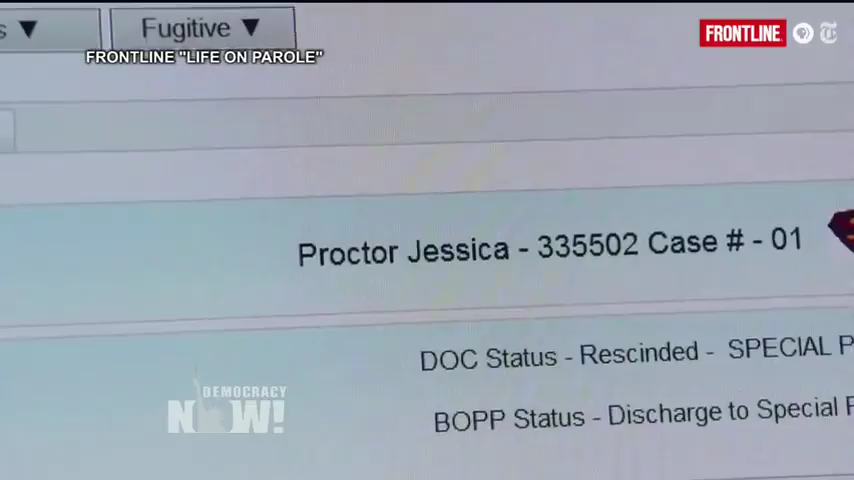 s ▼ Fugitive ▼
FRONTLINE
FRONTLINE "LIFE ON PAROLE"
Proctor Jessica - 335502 Case # - 01
DOC Status - Rescinded - SPECIAL P
BOPP Status - Discharge to Special
DEMOCRACY
NOW!